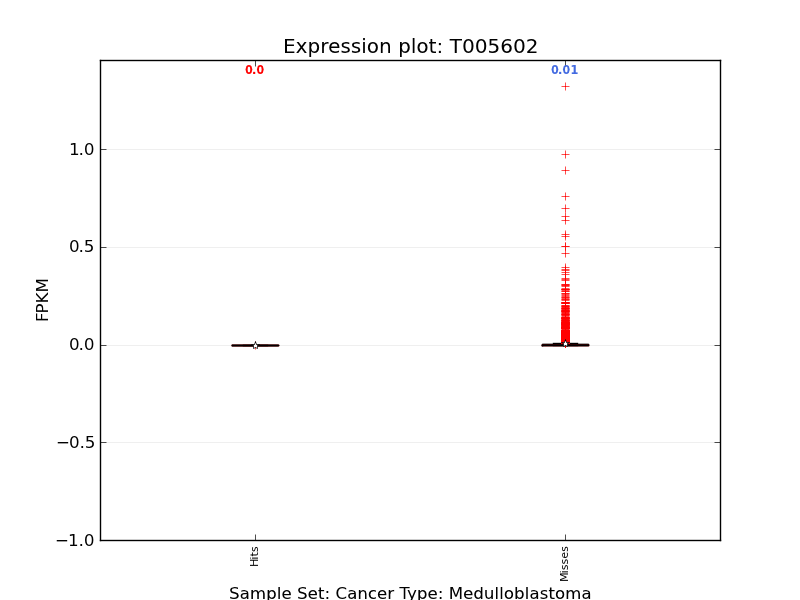 Expression plot: T005602
0.0
0.01
1.0
0.5
0.0
−0.5
−1.0
FPKM
Hits
Misses
Sample Set: Cancer Type: Medulloblastoma